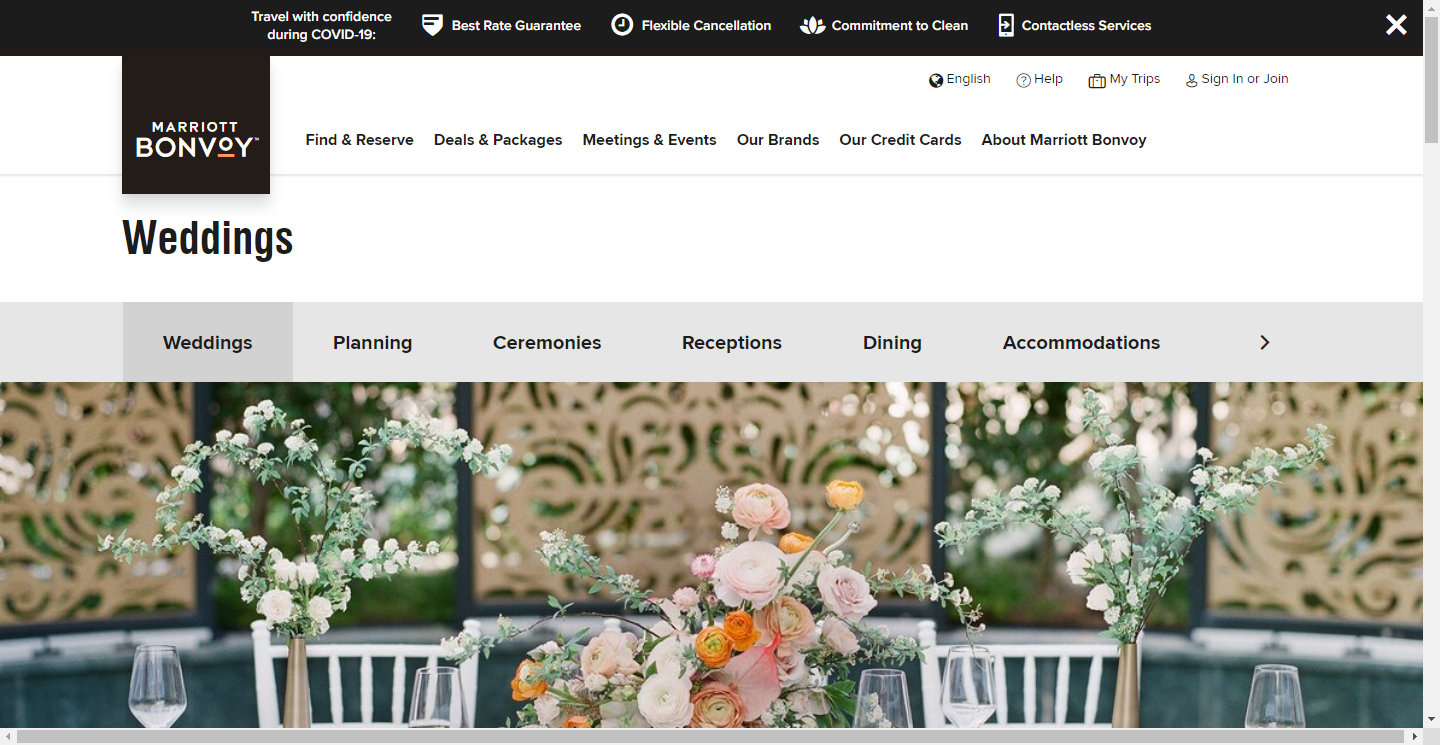 Travel with confidence
during COVID-19:
Best Rate Guarantee
Flexible Cancellation
Commitment to Clean
Contactless Services
English
Help
My Trips
Sign In or Join
MARRIOTT
BONVOY™
Find & Reserve
Deals & Packages
Meetings & Events
Our Brands
Our Credit Cards
About Marriott Bonvoy
Weddings
Weddings
Planning
Ceremonies
Receptions
Dining
Accommodations